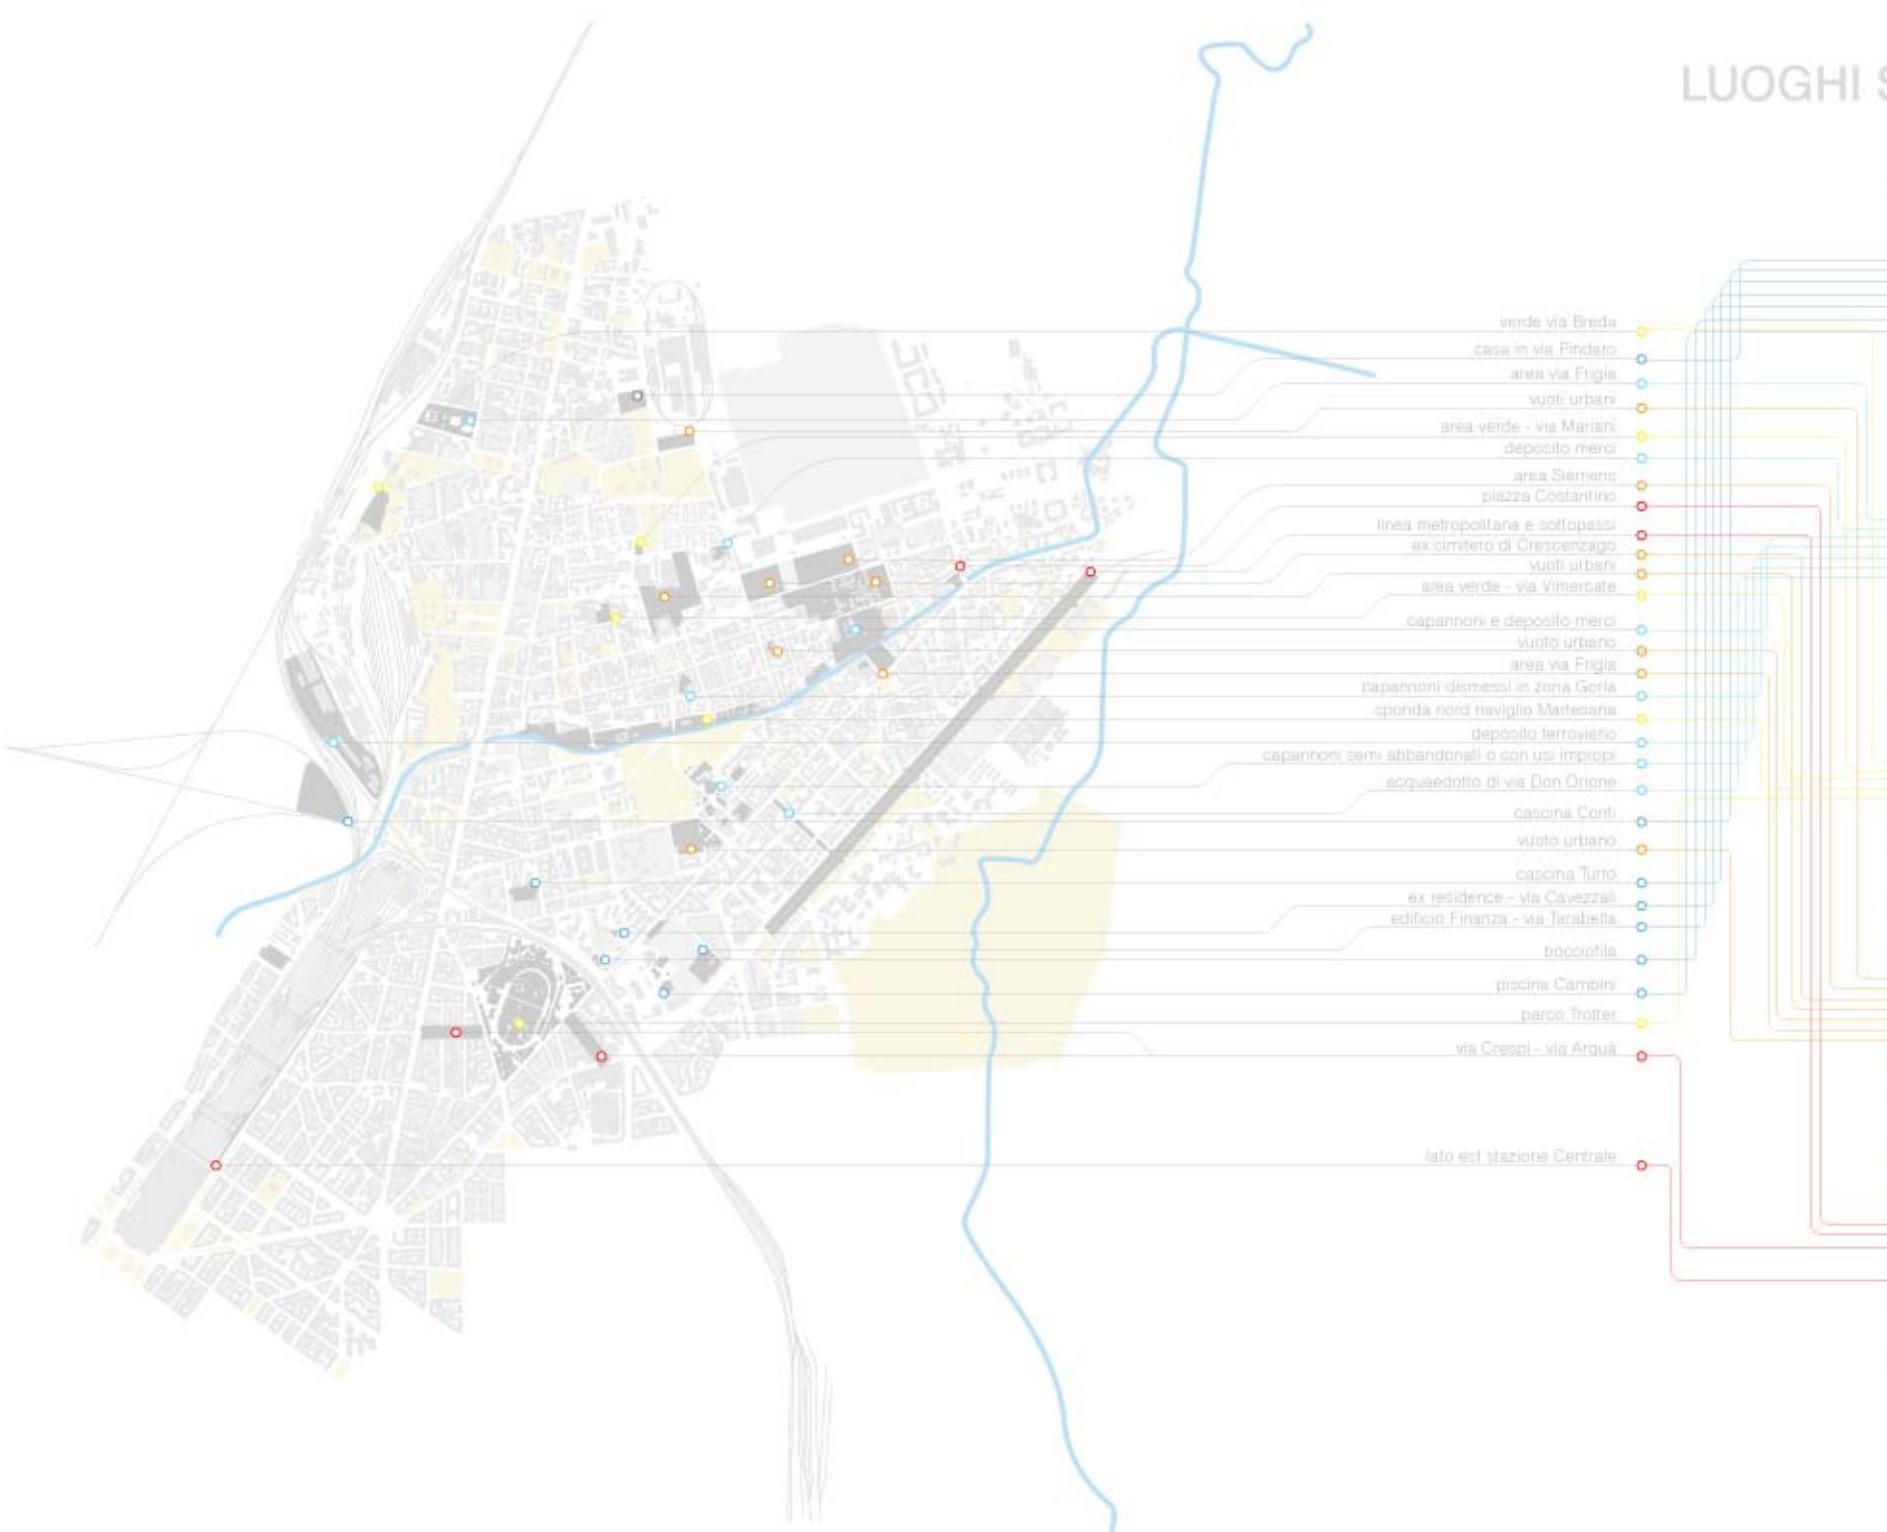 LUOGHI S
verde via Breda
casa in via Pindaro
area via Frigia
vuoti urbani
area verde - via Mariani
deposito merci
area Siemens
piazza Costantino
linea metropolitana e sottopassi
ex cimitero di Crescenzago
vuoti urbani
area verde - via Vimercate
capannoni e deposito merci
vuoto urbano
area via Frigia
capannoni dismessi in zona Gorla
sponda nord naviglio Martesana
deposito ferroviario
capannoni semi abbandonati o con usi impropi
acquaedotto di via Don Orione
cascina Conti
vuoto urbano
cascina Turro
ex residence - via Cavezzali
edificio Finanza - via Tarabella
bocciofila
piscina Cambini
parco Trotter
via Crespi - via Arquà
lato est stazione Centrale